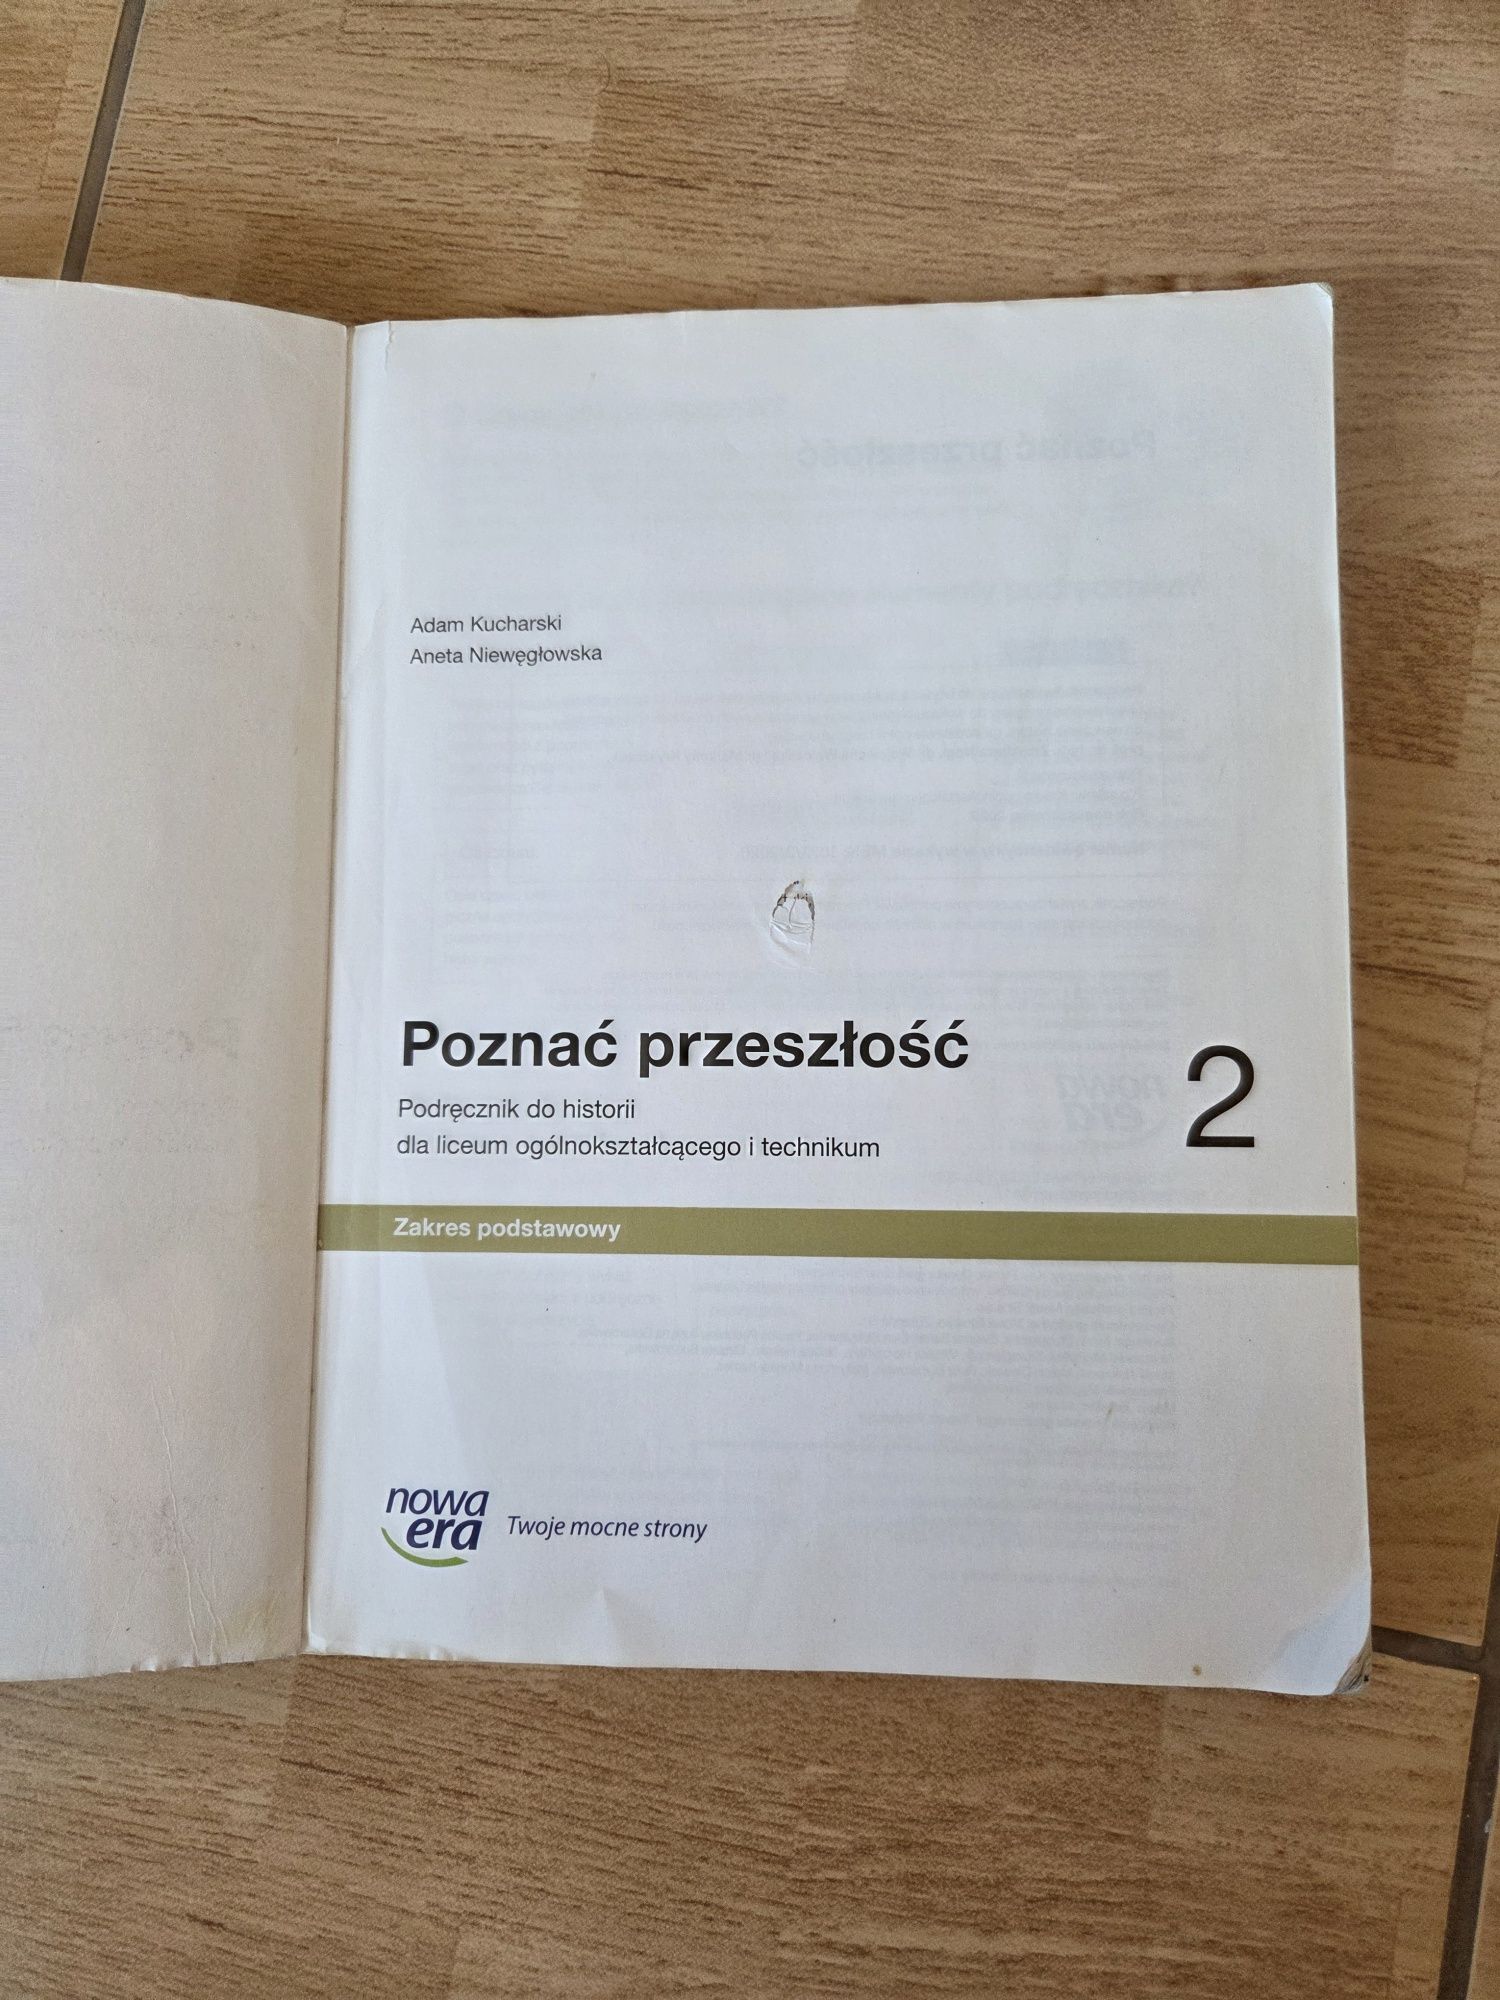 Adam Kucharski
Aneta Niewęgłowska
Poznać przeszłość
2
Podręcznik do historii
dla liceum ogólnokształcącego i technikum
Zakres podstawowy
nowa
era
Twoje mocne strony